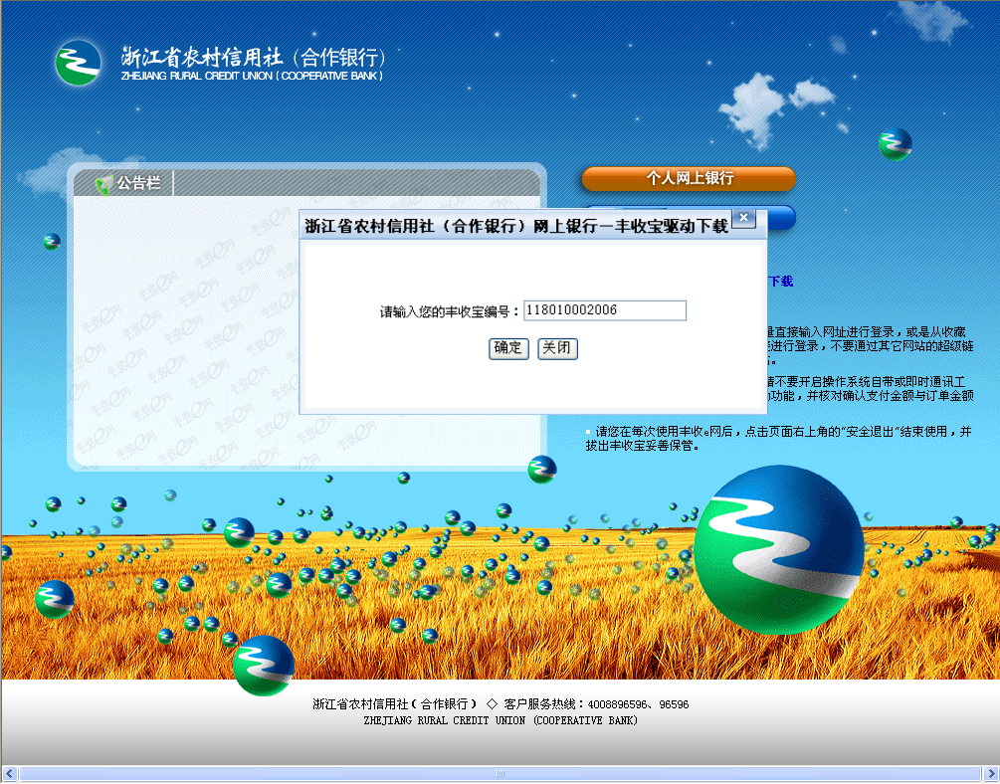 浙江省农村信用社（合作银行）
ZHEJIANG RURAL CREDIT UNION ( COOPERATIVE BANK )
公告栏
个人网上银行
浙江省农村信用社（合作银行）网上银行—丰收宝驱动下载
下载
请输入您的丰收宝编号：
118010002006
确定 关闭
直接输入网址进行登录，或是从收藏
进行登录，不要通过其它网站的超级链
请不要开启操作系统自带或即时通讯工
功能，并核对确认支付金额与订单金额
请您在每次使用丰收e网后，点击页面右上角的“安全退出”结束使用，并
拔出丰收宝妥善保管。
浙江省农村信用社（合作银行） ◇ 客户服务热线：4008896596、96596
ZHEJIANG RURAL CREDIT UNION (COOPERATIVE BANK)